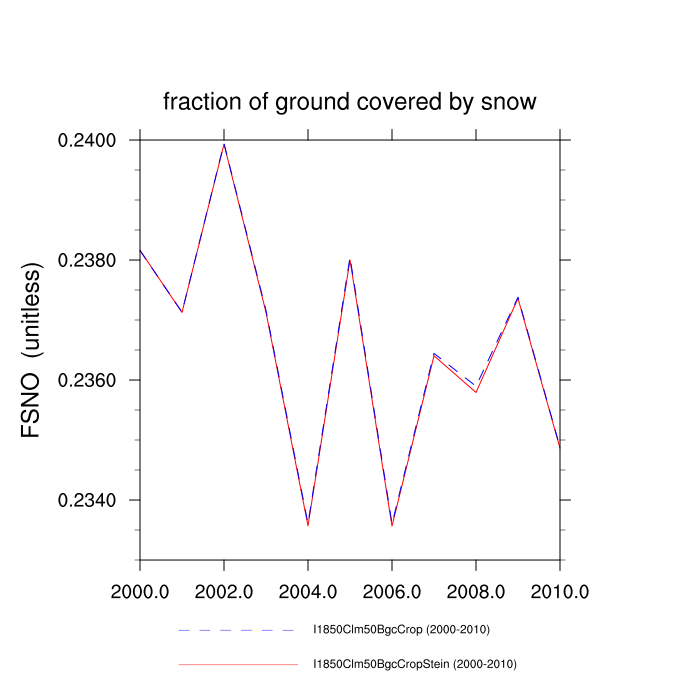 fraction of ground covered by snow
0.2400
0.2380
0.2360
0.2340
FSNO (unitless)
2000.0 2002.0 2004.0 2006.0 2008.0 2010.0
I1850Clm50BgcCrop (2000-2010)
I1850Clm50BgcCropStein (2000-2010)